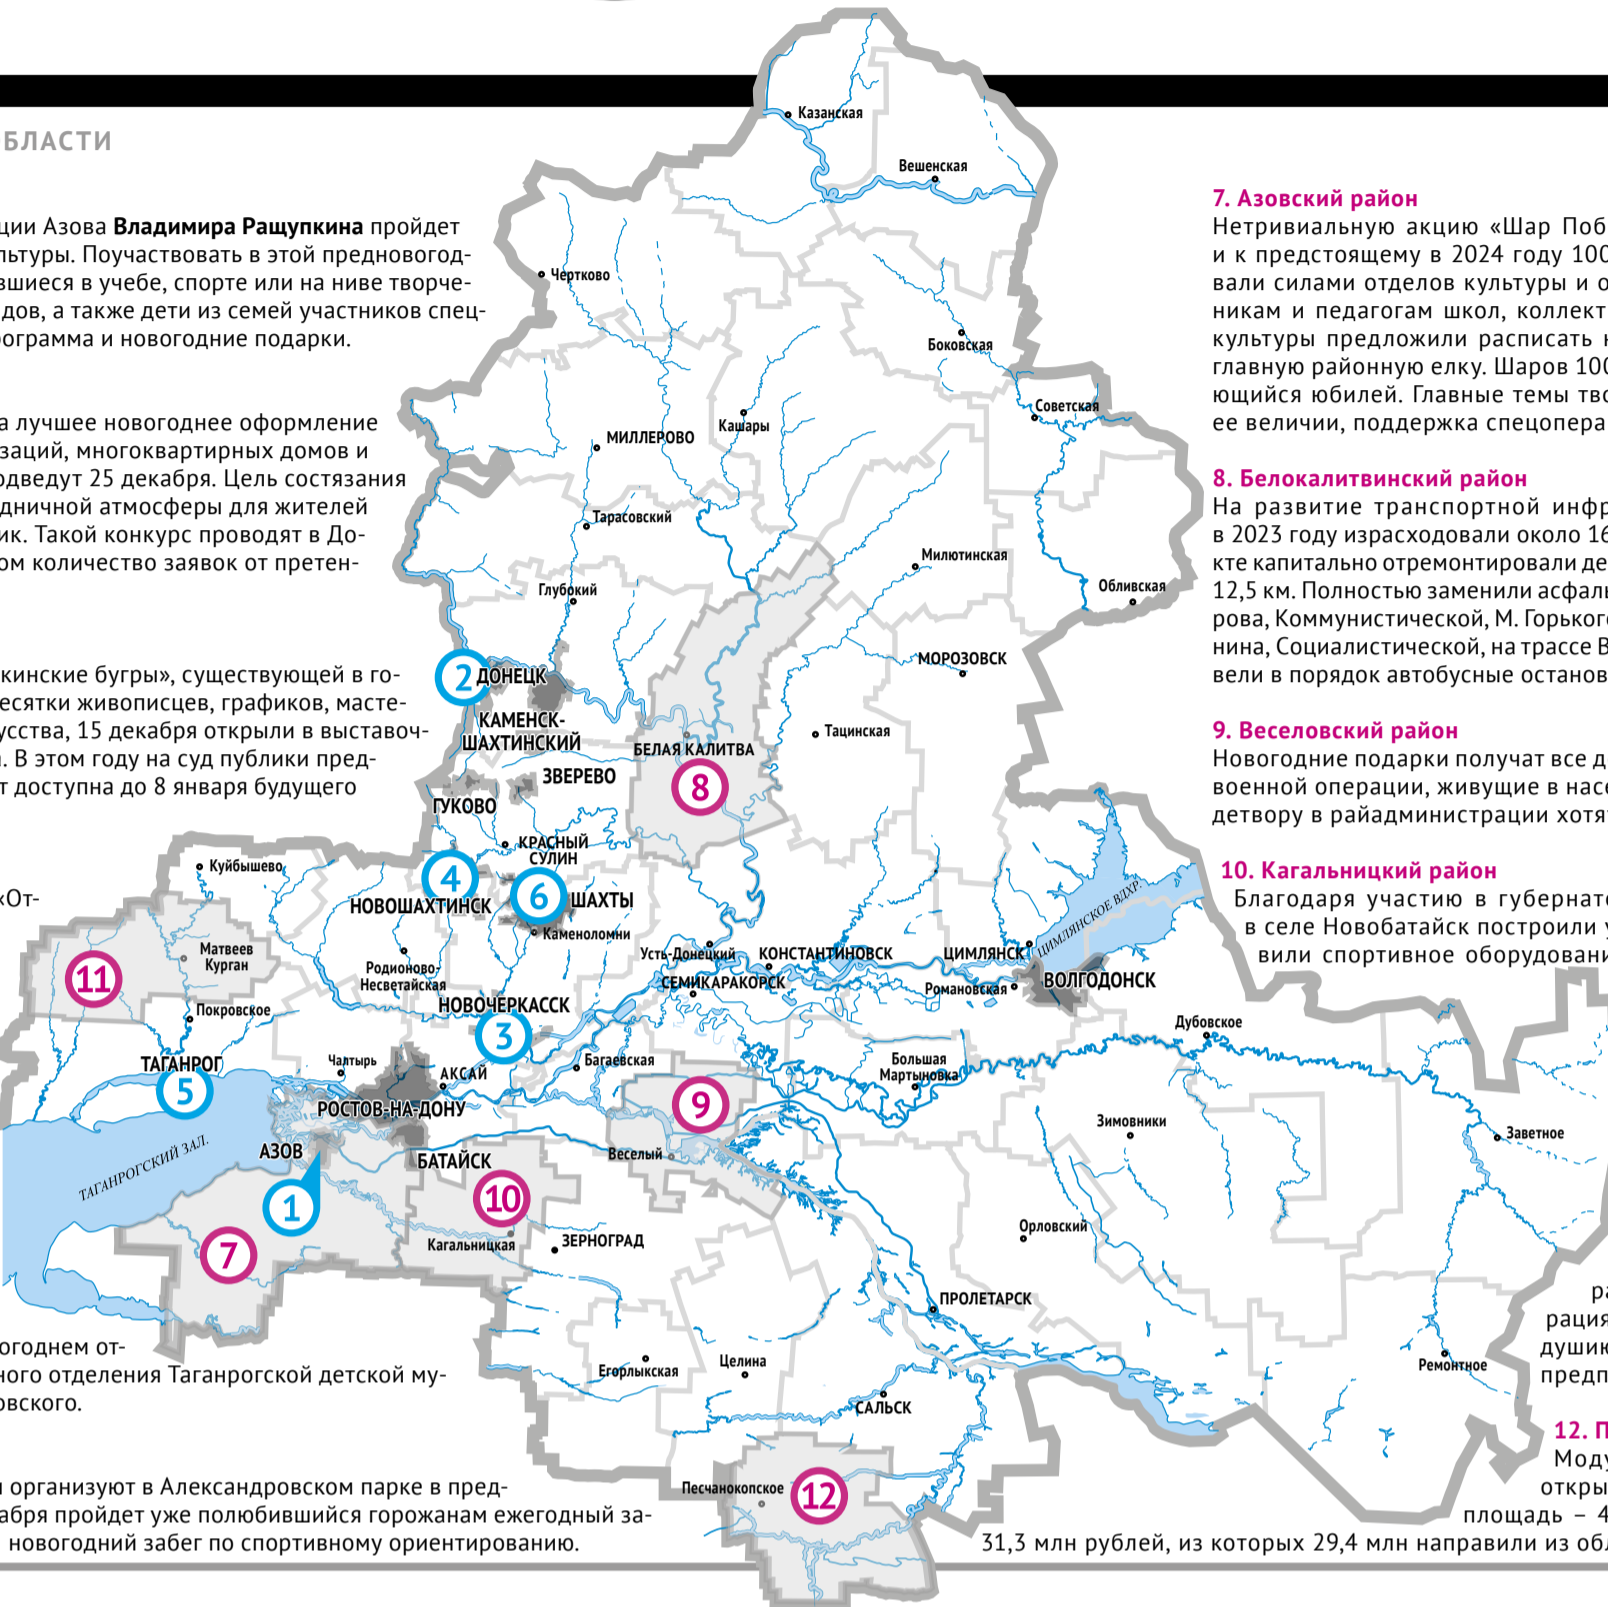 БЛАСТИ
ции Азова Владимира Ращупкина пройдет
льтуры. Поучаствовать в этой предновогод-
вшиеся в учебе, спорте или на ниве творче-
дов, а также дети из семей участников спец-
рограмма и новогодние подарки.
а лучшее новогоднее оформление
заций, многоквартирных домов и
одведут 25 декабря. Цель состязания
дничной атмосферы для жителей
ик. Такой конкурс проводят в До-
ом количество заявок от претен-
кинские бугры», существующей в го-
есятки живописцев, графиков, масте-
усства, 15 декабря открыли в выставоч-
. В этом году на суд публики пред-
т доступна до 8 января будущего
«От-
огоднем от-
ного отделения Таганрогской детской му-
овского.
и организуют в Александровском парке в пред-
абря пройдет уже полюбившийся горожанам ежегодный за-
новогодний забег по спортивному ориентированию.
Казанская
Вешенская
Чертково
Боковская
Советская
Кашары
МИЛЛЕРОВО
Тарасовский
Милютинская
Обливская
Глубокий
МОРОЗОВСК
2
ДОНЕЦК
КАМЕНСК-
ШАХТИНСКИЙ
Тацинская
БЕЛАЯ КАЛИТВА
8
ЗВЕРЕВО
ГУКОВО
КРАСНЫЙ
СУЛИН
Куйбышево
4
НОВОШАХТИНСК
6
ШАХТЫ
Каменоломни
Матвеев
Курган
11
Родионово-
Несветайская
Усть-Донецкий
КОНСТАНТИНОВСК
ЦИМЛЯНСК
ЦИМЛЯНСКОЕ ВДХР.
СЕМИКАРАКОРСК
Романовская
ВОЛГОДОНСК
Покровское
НОВОЧЕРКАССК
3
Дубовское
ТАГАНРОГ
5
Чалтырь
АКСАЙ
Багаевская
Большая
Мартыновка
РОСТОВ-НА-ДОНУ
9
Зимовники
Заветное
ТАГАНРОГСКИЙ ЗАЛ.
АЗОВ
БАТАЙСК
Веселый
1
10
7
Кагальницкая
ЗЕРНОГРАД
Орловский
ПРОЛЕТАРСК
Егорлыкская
Целина
Ремонтное
САЛЬСК
Песчанокопское
12
7. Азовский район
Нетривиальную акцию «Шар Поб
и к предстоящему в 2024 году 100
вали силами отделов культуры и о
никам и педагогам школ, коллект
культуры предложили расписать н
главную районную елку. Шаров 100
ющийся юбилей. Главные темы тво
ее величии, поддержка спецопера
8. Белокалитвинский район
На развитие транспортной инфр
в 2023 году израсходовали около 16
кте капитально отремонтировали де
12,5 км. Полностью заменили асфаль
рова, Коммунистической, М. Горького
нина, Социалистической, на трассе В
вели в порядок автобусные останов
9. Веселовский район
Новогодние подарки получат все д
военной операции, живущие в насе
детвору в райадминистрации хотя
10. Кагальницкий район
Благодаря участию в губернато
в селе Новобатайск построили у
вили спортивное оборудовани
ра
рация
душик
предп
12. П
Моду
откры
площадь – 4
31,3 млн рублей, из которых 29,4 млн направили из обл